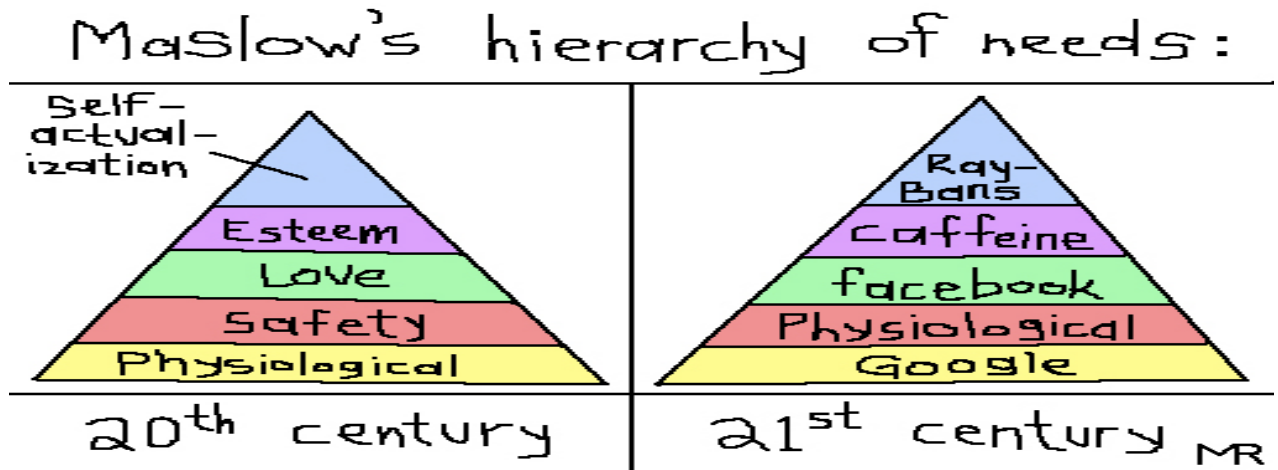 Maslow's hierarchy of needs:
Self-
actual-
ization
Esteem
Love
Safety
Physiological
20th century
Ray-
Bans
caffeine
facebook
Physiological
Google
21st century
MR